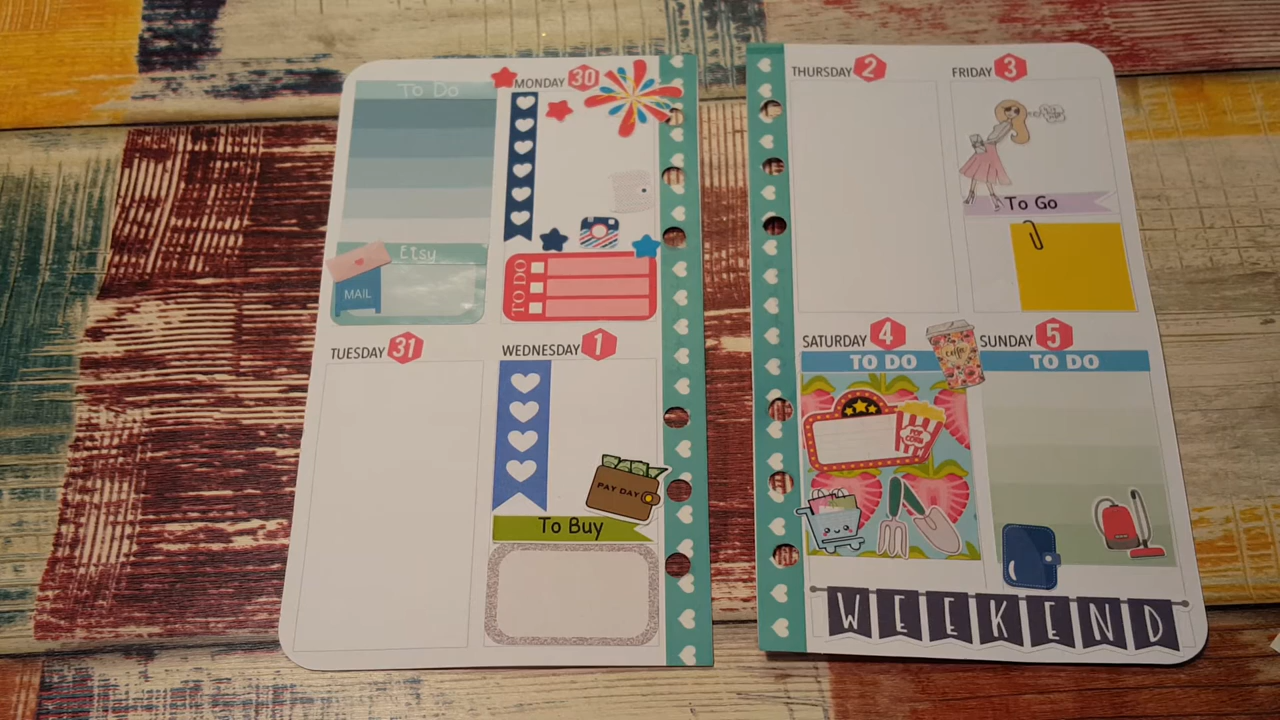 To Do
Etsy
MAIL
MONDAY 30
TO DO
TUESDAY 31
WEDNESDAY 1
PAY DAY
To Buy
THURSDAY 2
FRIDAY 3
To Go
SATURDAY 4
TO DO
POP
CORN
SUNDAY 5
TO DO
WEEKEND